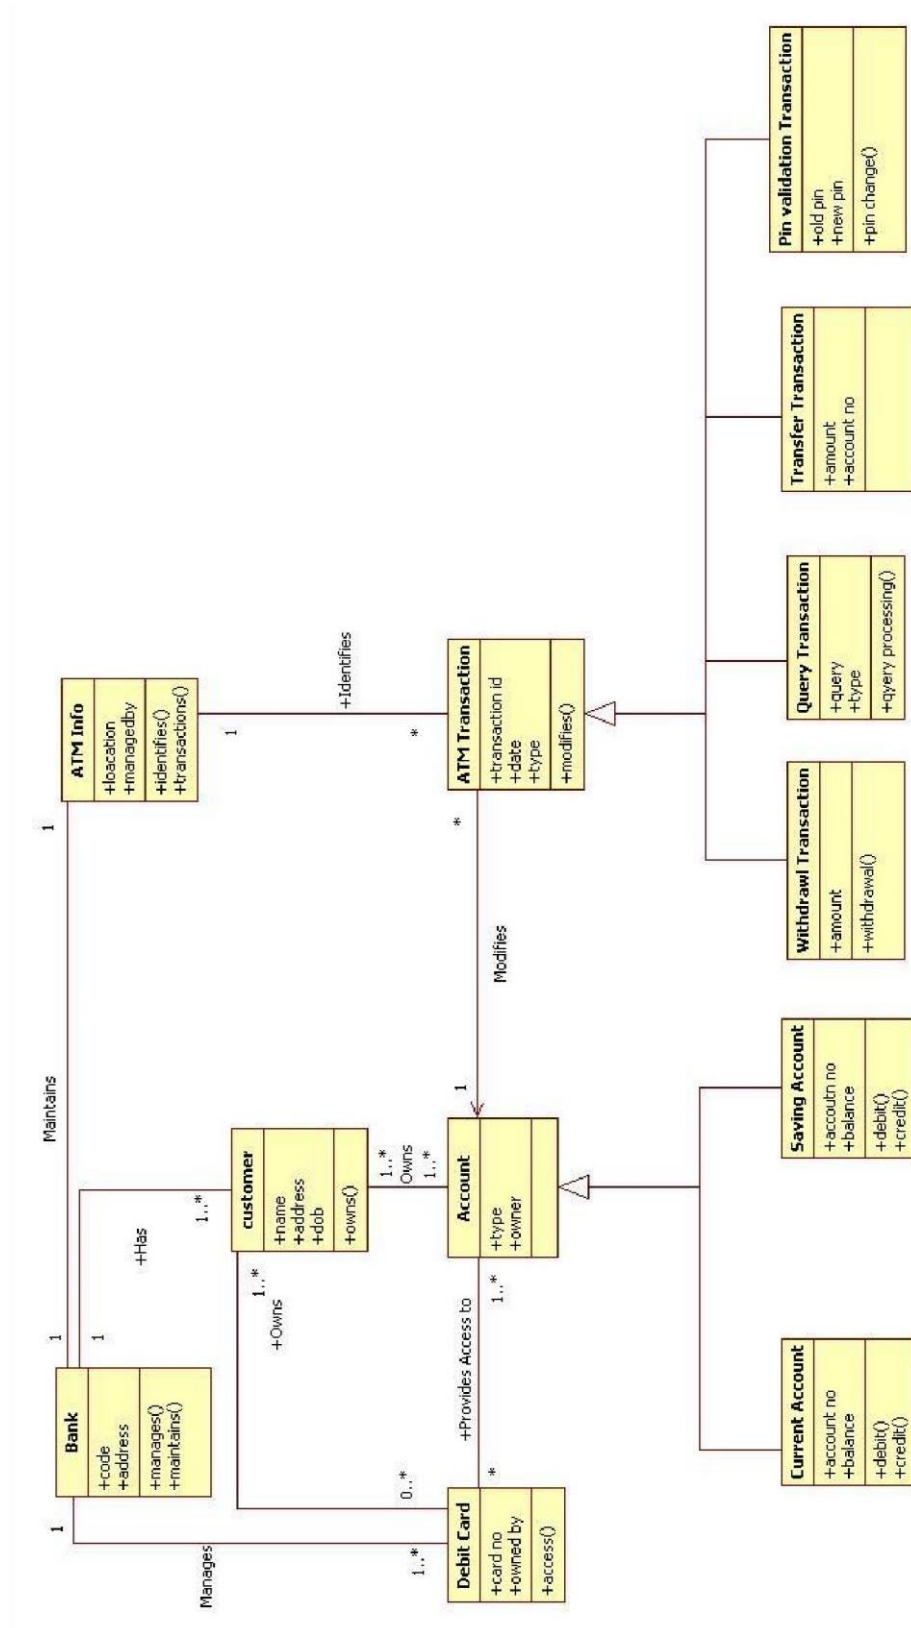 Bank
+code
+address
+manages()
+maintains()
1
1
1
Maintains
1
ATM Info
+loacation
+managedby
+identifies()
+transactions()
+Has
1..*
customer
+name
+address
+dob
+owns()
Manages
1..*
+Owns
1..*
0..*
1..*
Owns
1..*
1
+Identifies
*
Debit Card
+card no
+owned by
+access()
*
+Provides Access to
1..*
Account
+type
+owner
1
Modifies
*
ATM Transaction
+transaction id
+date
+type
+modifies()
Current Account
+account no
+balance
+debit()
+credit()
Saving Account
+accoutn no
+balance
+debit()
+credit()
Withdrawl Transaction
+amount
+withdrawal()
Query Transaction
+query
+type
+qyery processing()
Transfer Transaction
+amount
+account no
Pin validation Transaction
+old pin
+new pin
+pin change()